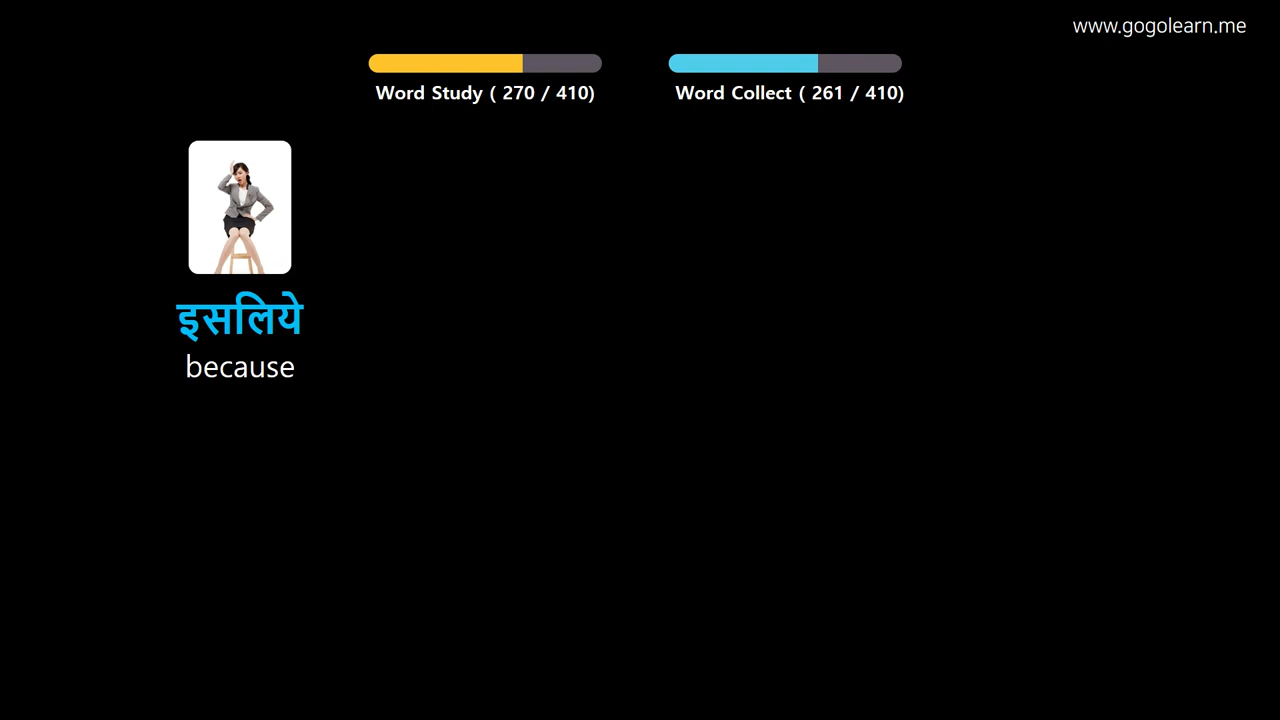 www.gogolearn.me
Word Study ( 270 / 410)
Word Collect ( 261 / 410)
इसलिये
because